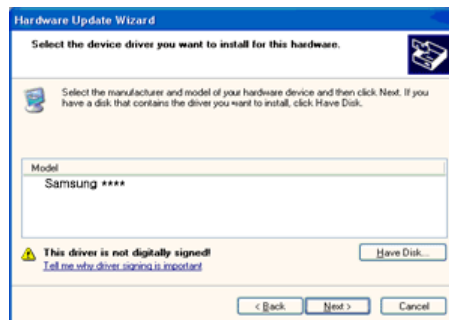 Hardware Update Wizard
Select the device driver you want to install for this hardware.
Select the manufacturer and model of your hardware device and then click Next. If you
have a disk that contains the driver you want to install, click Have Disk.
Model
Samsung ****
This driver is not digitally signed!
Tell me why driver signing is important
Have Disk...
< Back
Next >
Cancel